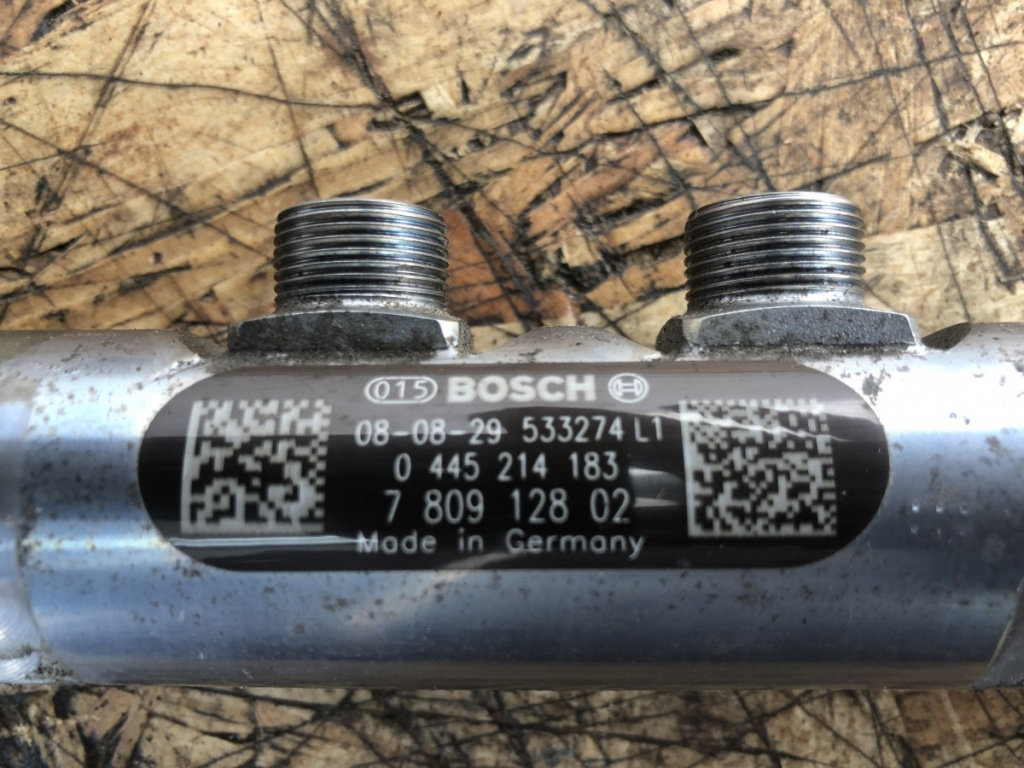 015 BOSCH
08-08-29 533274 L1
0 445 214 183
7 809 128 02
Made in Germany